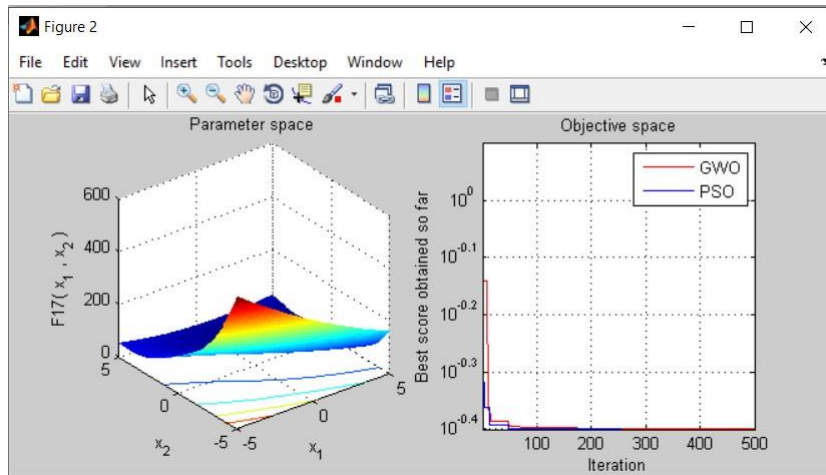 Figure 2
File Edit View Insert Tools Desktop Window Help
Parameter space
600
400
200
0
F17( x₁ , x₂ )
5
0
-5
x₂
-5
0
5
x₁
Objective space
GWO
PSO
10⁰
10⁻⁰·¹
10⁻⁰·²
10⁻⁰·³
10⁻⁰·⁴
Best score obtained so far
100 200 300 400 500
Iteration